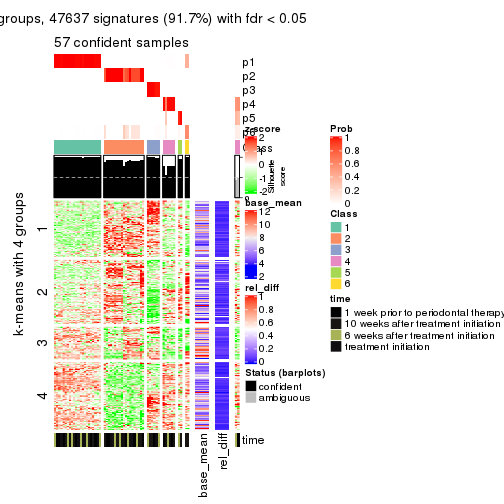 groups, 47637 signatures (91.7%) with fdr < 0.05
57 confident samples
p1
p2
p3
p4
p5
p6
Class
k-means with 4 groups
1
2
3
4
z-score
2
1
0
-1
-2
Silhouette
score
base_mean
12
10
8
6
4
2
rel_diff
1
0.8
0.6
0.4
0.2
0
Status (barplots)
confident
ambiguous
time
base_mean
rel_diff
Prob
1
0.8
0.6
0.4
0.2
0
Class
1
2
3
4
5
6
time
1 week prior to periodontal therapy
10 weeks after treatment initiation
6 weeks after treatment initiation
treatment initiation